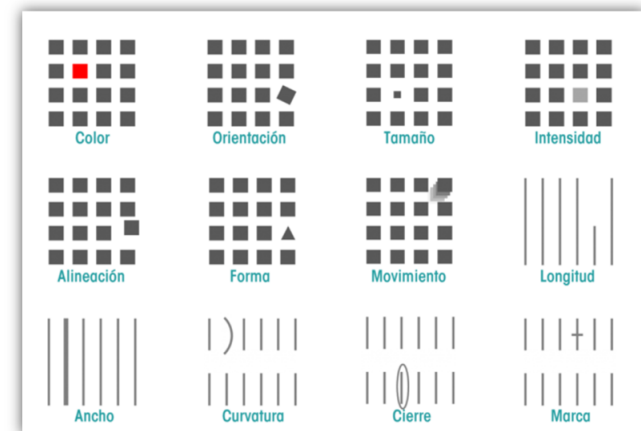 Color
Orientación
Tamaño
Intensidad
Alineación
Forma
Movimiento
Longitud
Ancho
Curvatura
Cierre
Marca